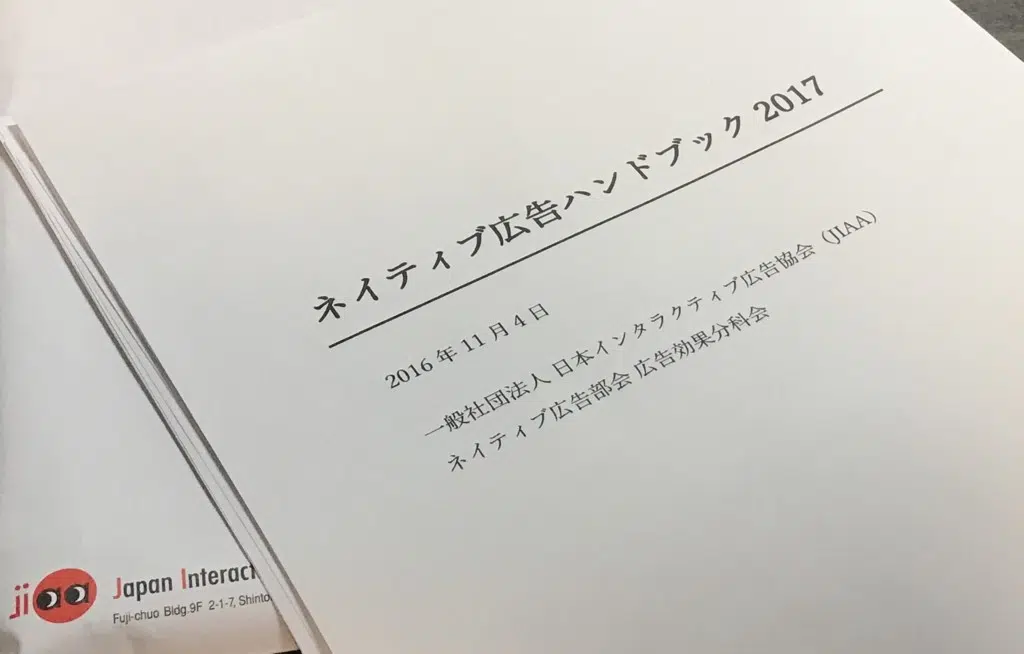 ネイティブ広告ハンドブック 2017
2016 年 11 月 4 日
一般社団法人 日本インタラクティブ広告協会（JIAA）
ネイティブ広告部会 広告効果分科会
jiaa
Japan Interact
Fuji-chuo Bldg.9F 2-1-7, Shinto